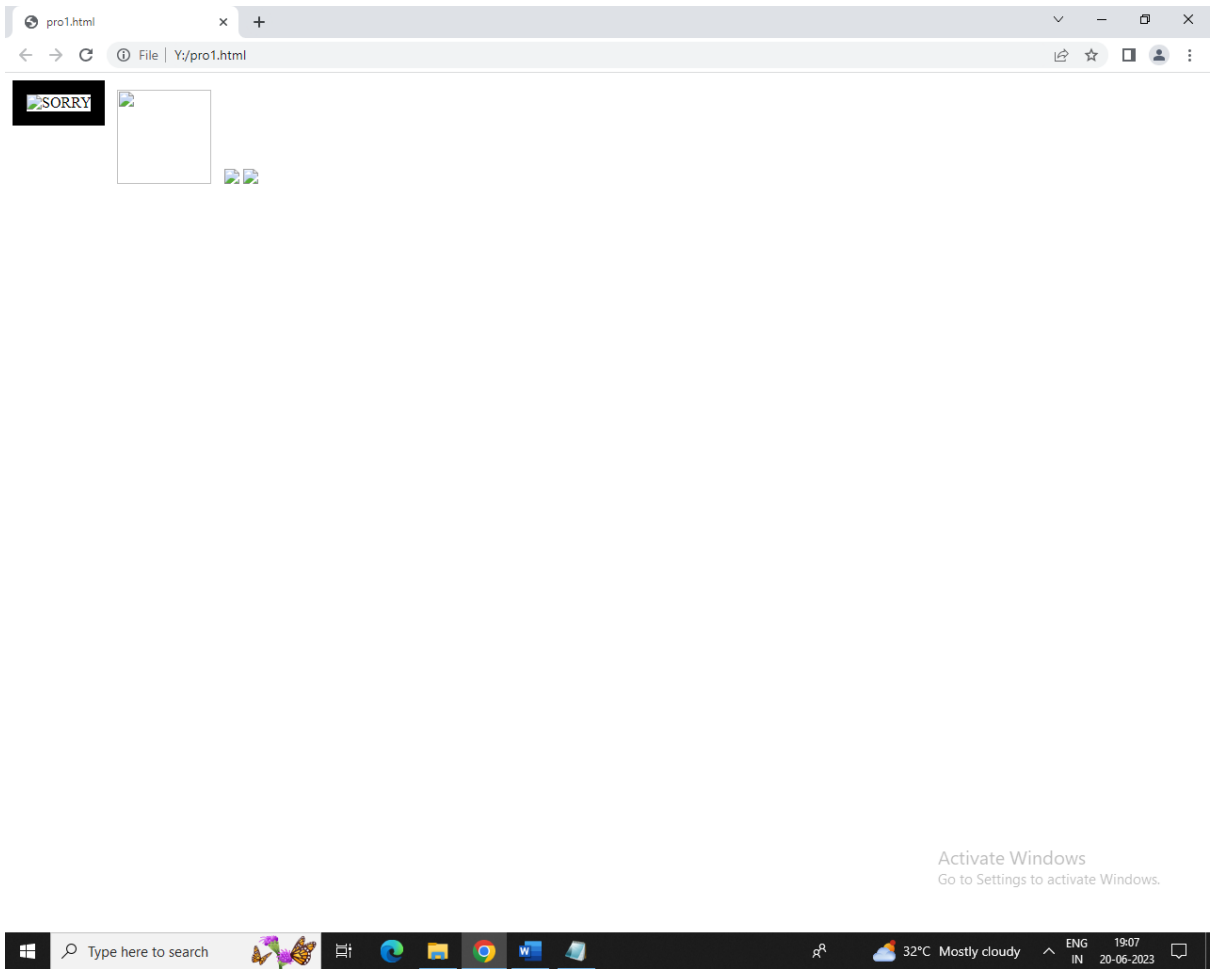 pro1.html
File Y:/pro1.html
SORRY
Activate Windows
Go to Settings to activate Windows.
Type here to search
32°C Mostly cloudy
ENG
IN
19:07
20-06-2023